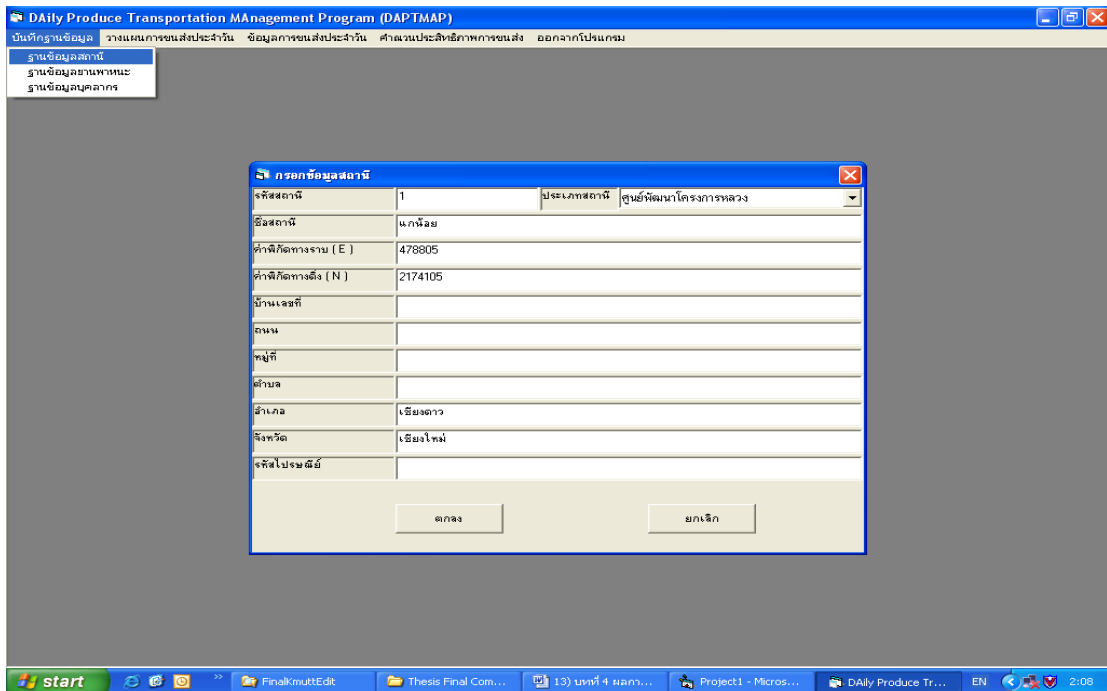 DAily Produce Transportation MAnagement Program (DAPTMAP)
บันทึกฐานข้อมูล วางแผนการขนส่งประจำวัน ข้อมูลการขนส่งประจำวัน คำณวนประสิทธิภาพการขนส่ง ออกจากโปรแกรม
ฐานข้อมูลสถานี
ฐานข้อมูลยานพาหนะ
ฐานข้อมูลบุคลากร
กรอกข้อมูลสถานี
รหัสสถานี 1 ประเภทสถานี ศูนย์พัฒนาโครงการหลวง
ชื่อสถานี แกน้อย
ค่าพิกัดทางราบ ( E ) 478805
ค่าพิกัดทางดิ่ง ( N ) 2174105
บ้านเลขที่
ถนน
หมู่ที่
ตำบล
อำเภอ เชียงดาว
จังหวัด เชียงใหม่
รหัสไปรษณีย์
ตกลง ยกเลิก
start FinalKmuttEdit Thesis Final Com... 13) บทที่ 4 ผลกา... Project1 - Micros... DAily Produce Tr... EN 2:08